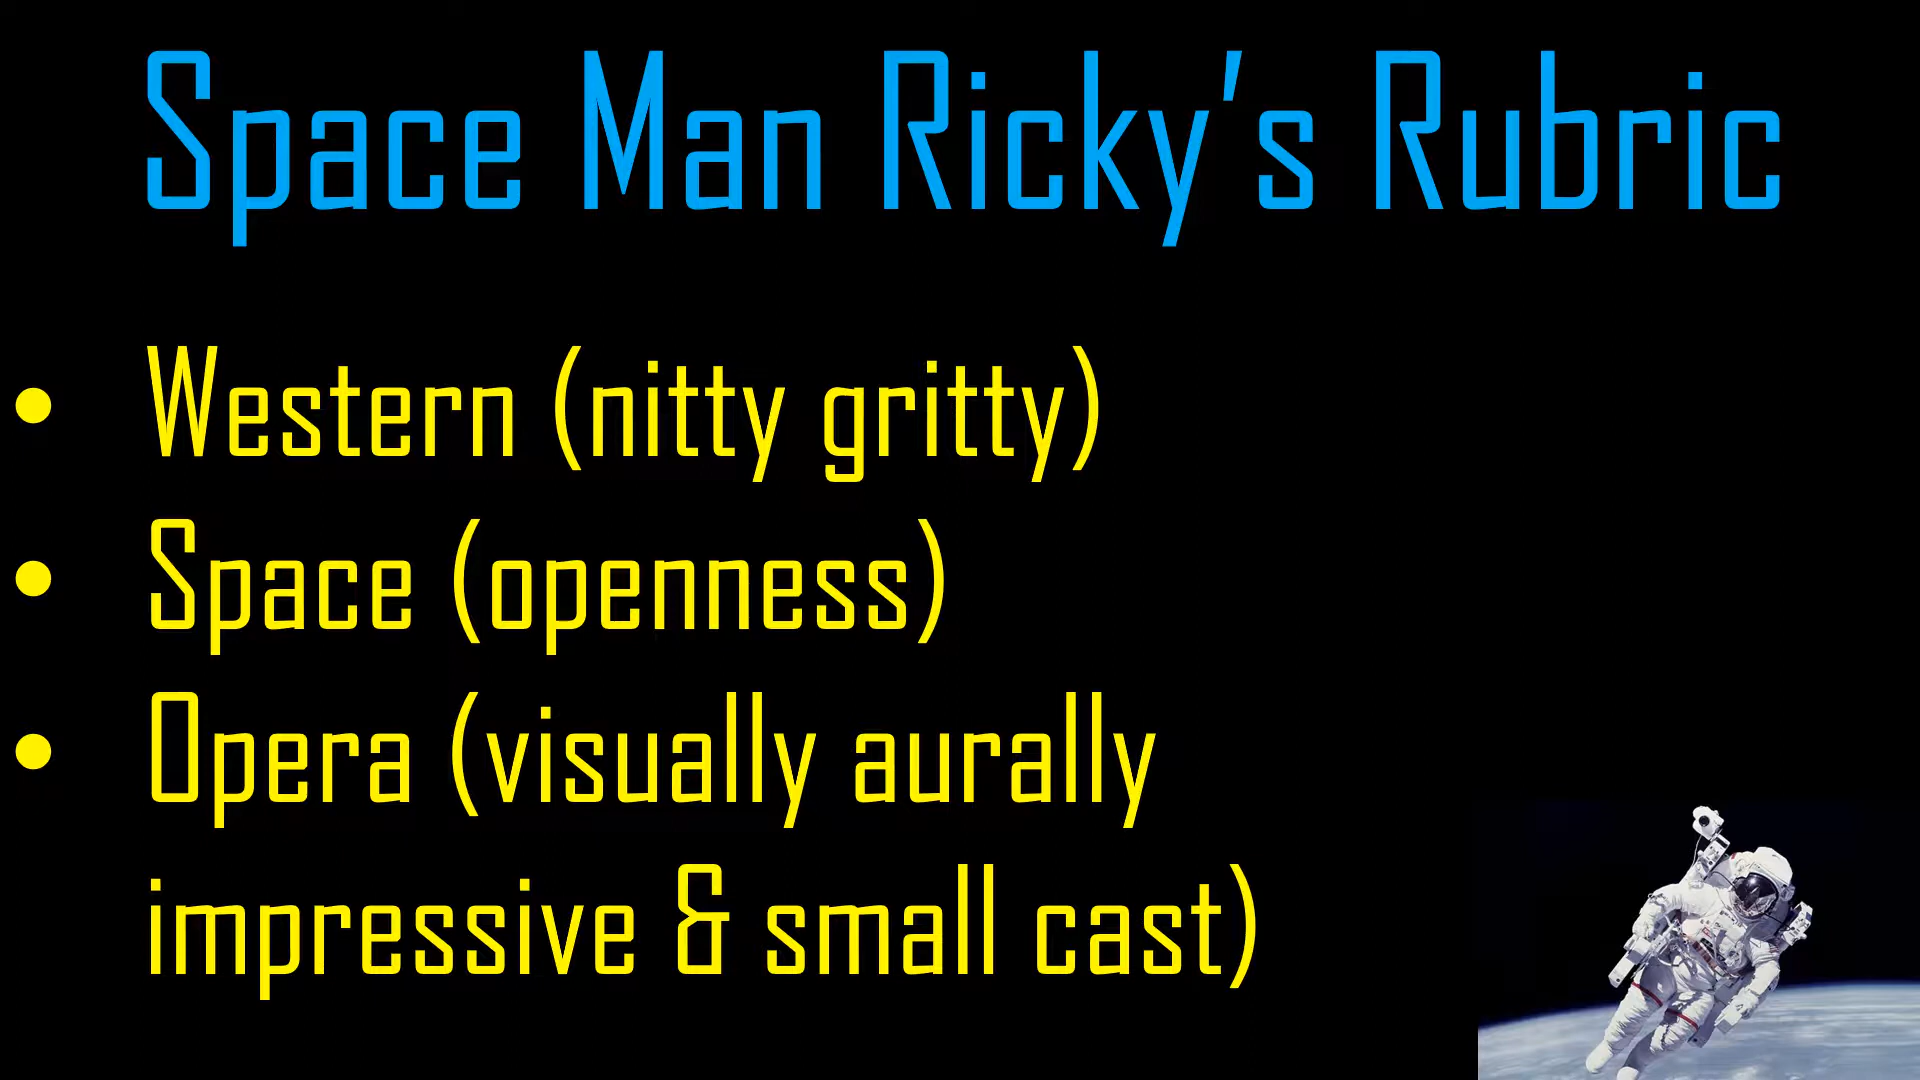 Space Man Ricky’s Rubric
• Western (nitty gritty)
• Space (openness)
• Opera (visually aurally
impressive & small cast)